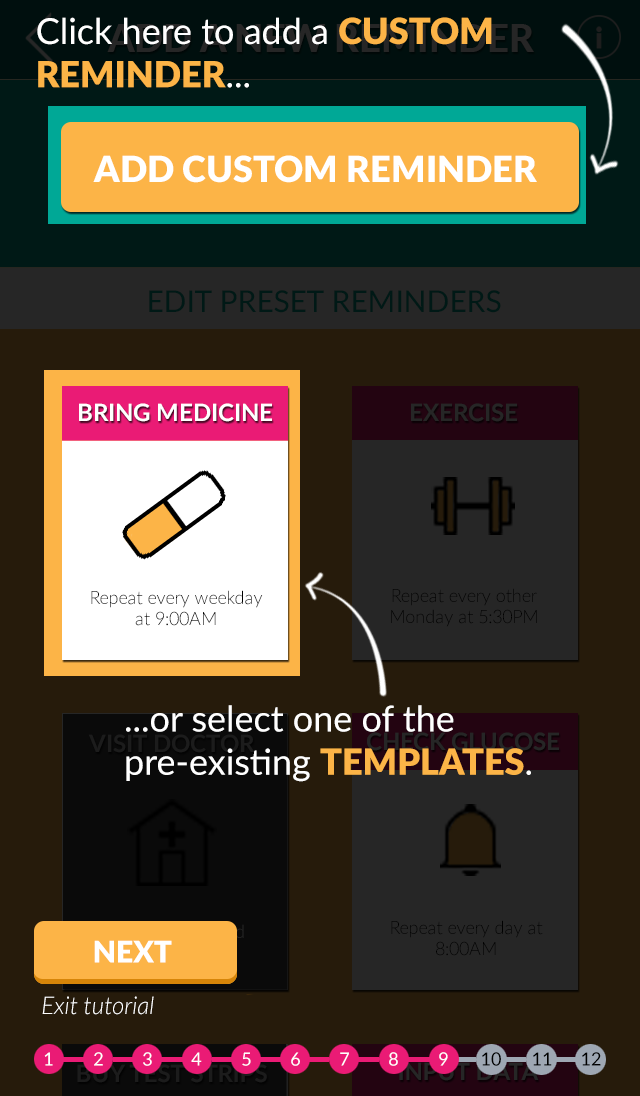 ADD A NEW REMINDER
Click here to add a CUSTOM
REMINDER...
ADD CUSTOM REMINDER
EDIT PRESET REMINDERS
BRING MEDICINE
Repeat every weekday
at 9:00AM
EXERCISE
Repeat every other
Monday at 5:30PM
...or select one of the
pre-existing TEMPLATES.
VISIT DOCTOR
CHECK GLUCOSE
Repeat every day at
8:00AM
NEXT
Exit tutorial
1 2 3 4 5 6 7 8 9 10 11 12
BUY TEST STRIPS
INPUT DATA